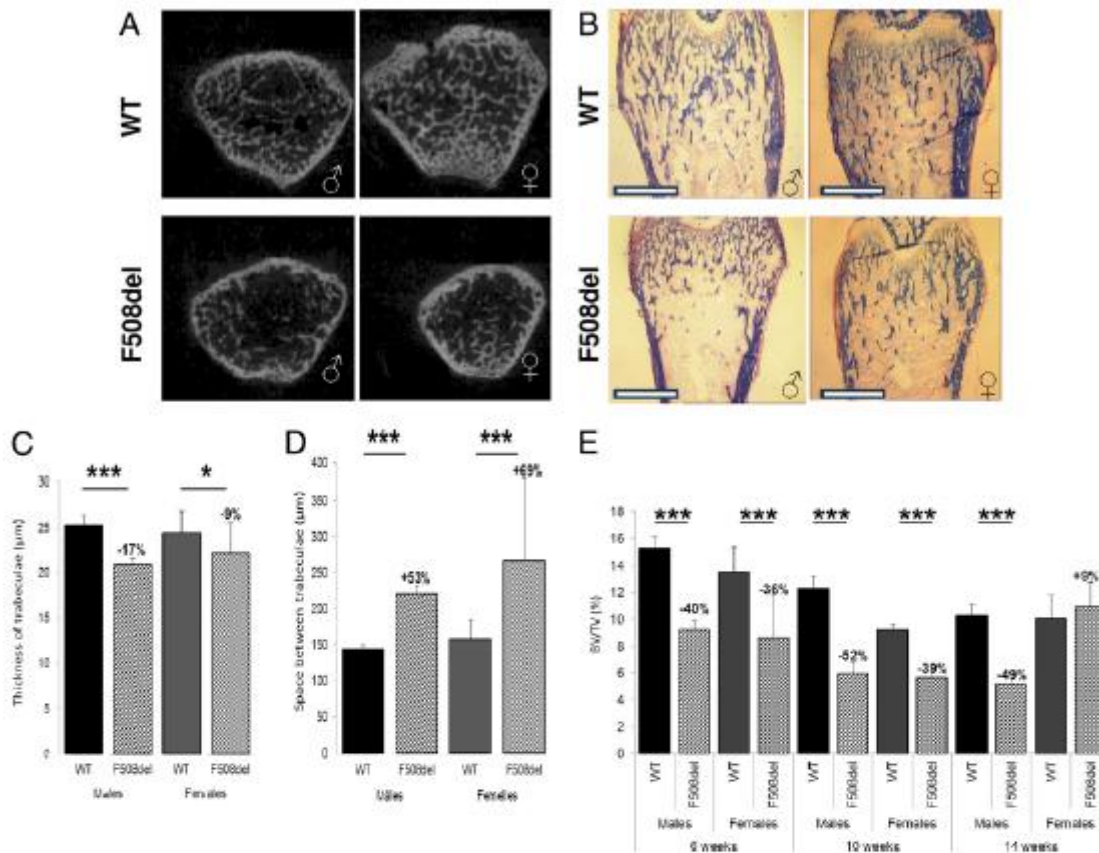 A
B
WT
♂
♀
♂
♀
F508del
♂
♀
♂
♀
C
D
E
Thickness of trabeculae (µm)
30
25
20
15
10
5
0
***
*
-17%
-9%
WT
F508del
WT
F508del
Males
Females
Space between trabeculae (µm)
400
350
300
250
200
150
100
50
0
***
***
+53%
+69%
WT
F508del
WT
F508del
Males
Females
BV/TV (%)
18
16
14
12
10
8
6
4
2
0
***
***
***
***
***
-40%
-36%
-52%
-39%
-49%
WT
F508del
WT
F508del
WT
F508del
WT
F508del
WT
F508del
WT
F508del
Males
Females
Males
Females
Males
Females
6 weeks
10 weeks
14 weeks